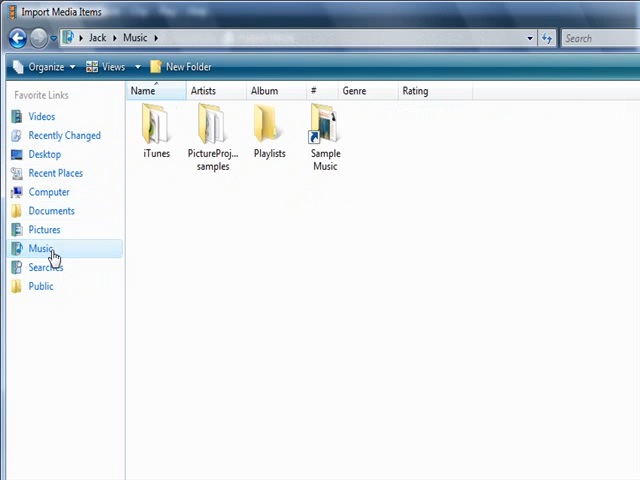 Import Media Items
Jack Music
Search
Organize Views New Folder
Favorite Links
Name Artists Album # Genre Rating
Videos
Recently Changed
Desktop
Recent Places
Computer
Documents
Pictures
Music
Searches
Public
iTunes
PictureProj...
samples
Playlists
Sample
Music